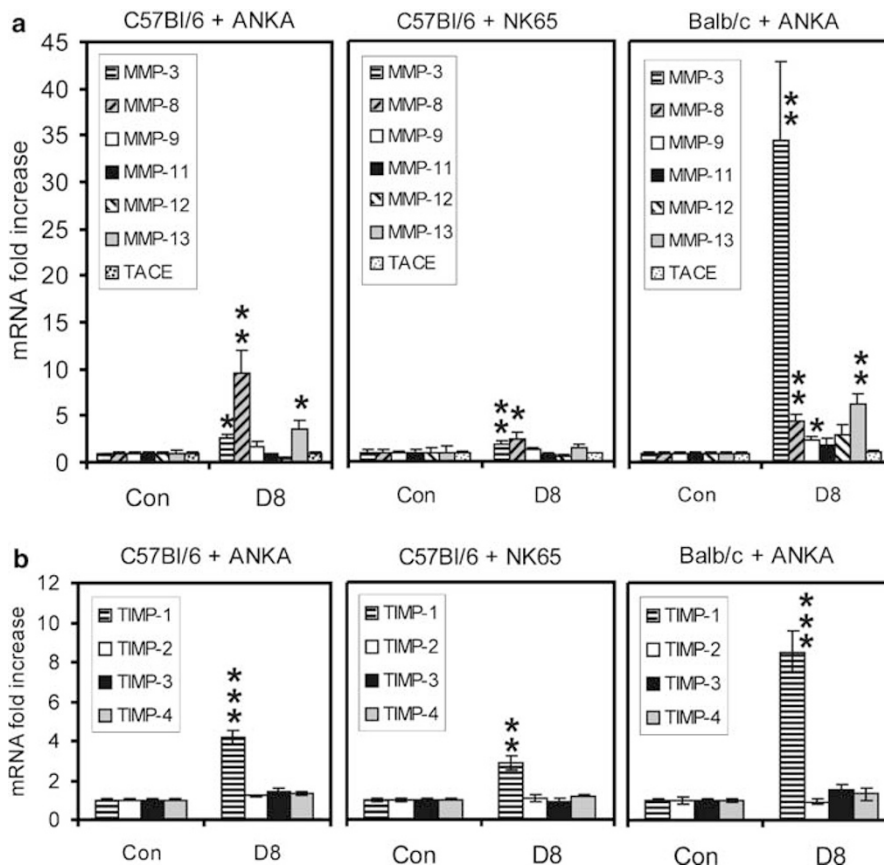 a
C57Bl/6 + ANKA
C57Bl/6 + NK65
Balb/c + ANKA
mRNA fold increase
45
40
35
30
25
20
15
10
5
0
MMP-3
MMP-8
MMP-9
MMP-11
MMP-12
MMP-13
TACE
*
**
*
Con
D8
MMP-3
MMP-8
MMP-9
MMP-11
MMP-12
MMP-13
TACE
**
*
Con
D8
MMP-3
MMP-8
MMP-9
MMP-11
MMP-12
MMP-13
TACE
**
**
*
**
Con
D8
b
C57Bl/6 + ANKA
C57Bl/6 + NK65
Balb/c + ANKA
mRNA fold increase
12
10
8
6
4
2
0
TIMP-1
TIMP-2
TIMP-3
TIMP-4
***
Con
D8
TIMP-1
TIMP-2
TIMP-3
TIMP-4
**
Con
D8
TIMP-1
TIMP-2
TIMP-3
TIMP-4
***
Con
D8